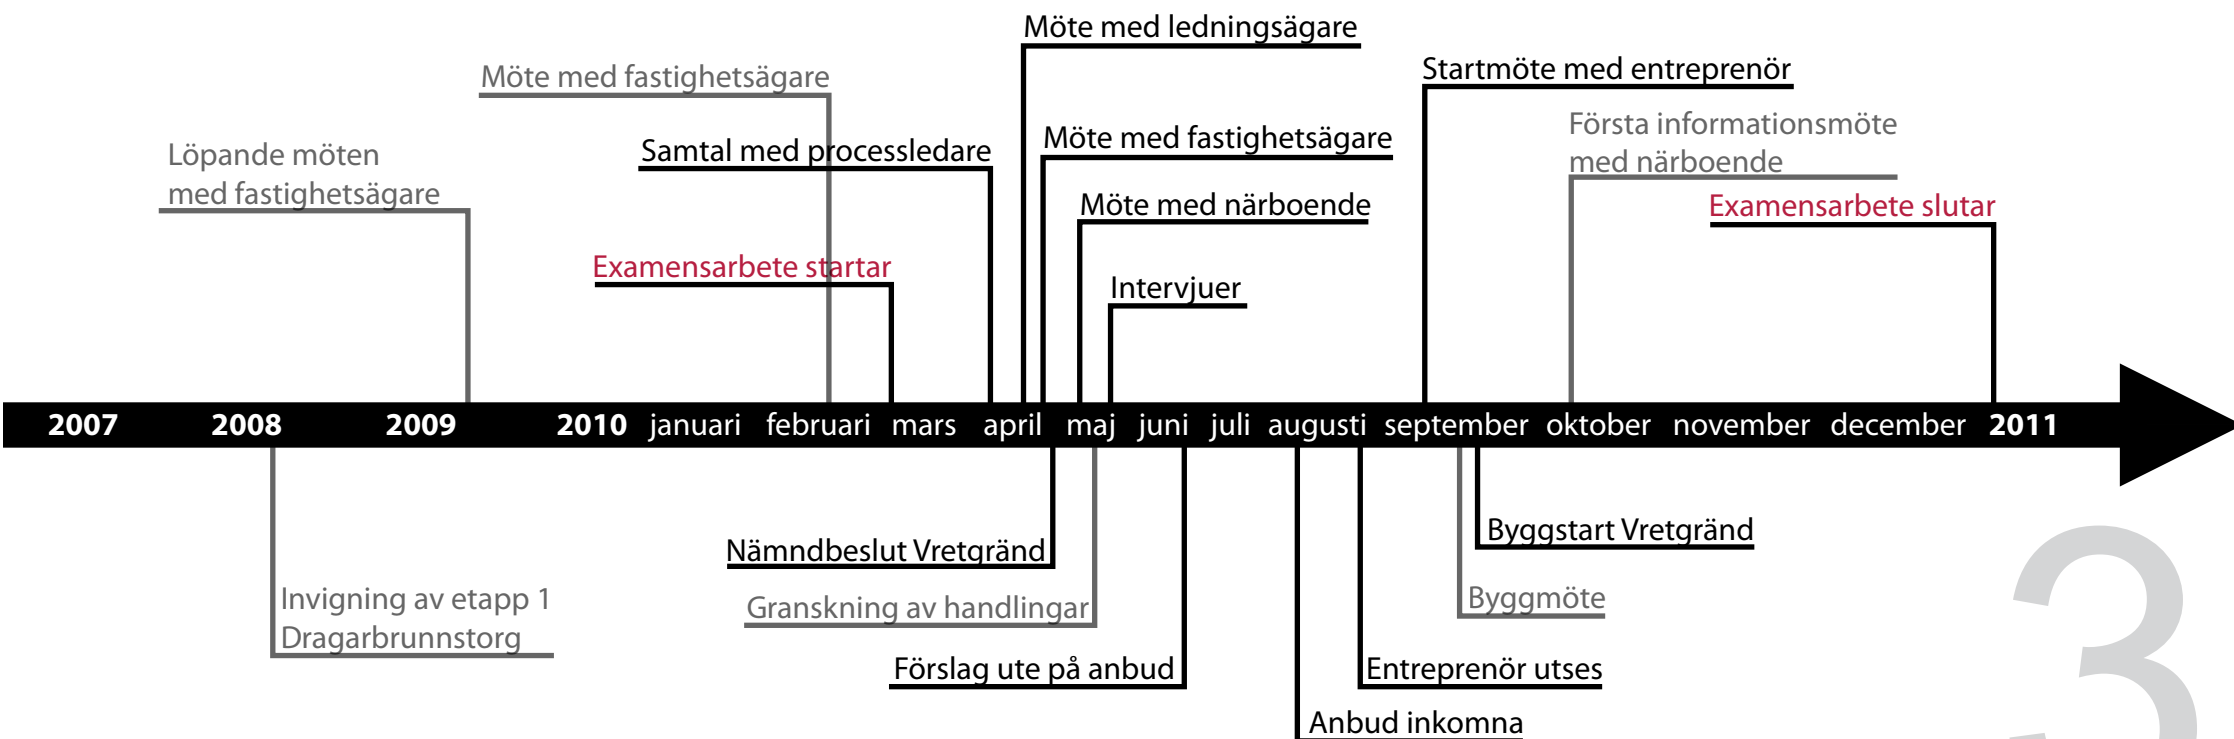 Möte med ledningsägare
Möte med fastighetsägare
Startmöte med entreprenör
Löpande möten
med fastighetsägare
Samtal med processledare
Möte med fastighetsägare
Första informationsmöte
med närboende
Möte med närboende
Examensarbete slutar
Examensarbete startar
Intervjuer
2007 2008 2009 2010 januari februari mars april maj juni juli augusti september oktober november december 2011
Nämndbeslut Vretgränd
Byggstart Vretgränd
Invigning av etapp 1
Dragarbrunnstorg
Granskning av handlingar
Byggmöte
Förslag ute på anbud
Entreprenör utses
Anbud inkomna
3